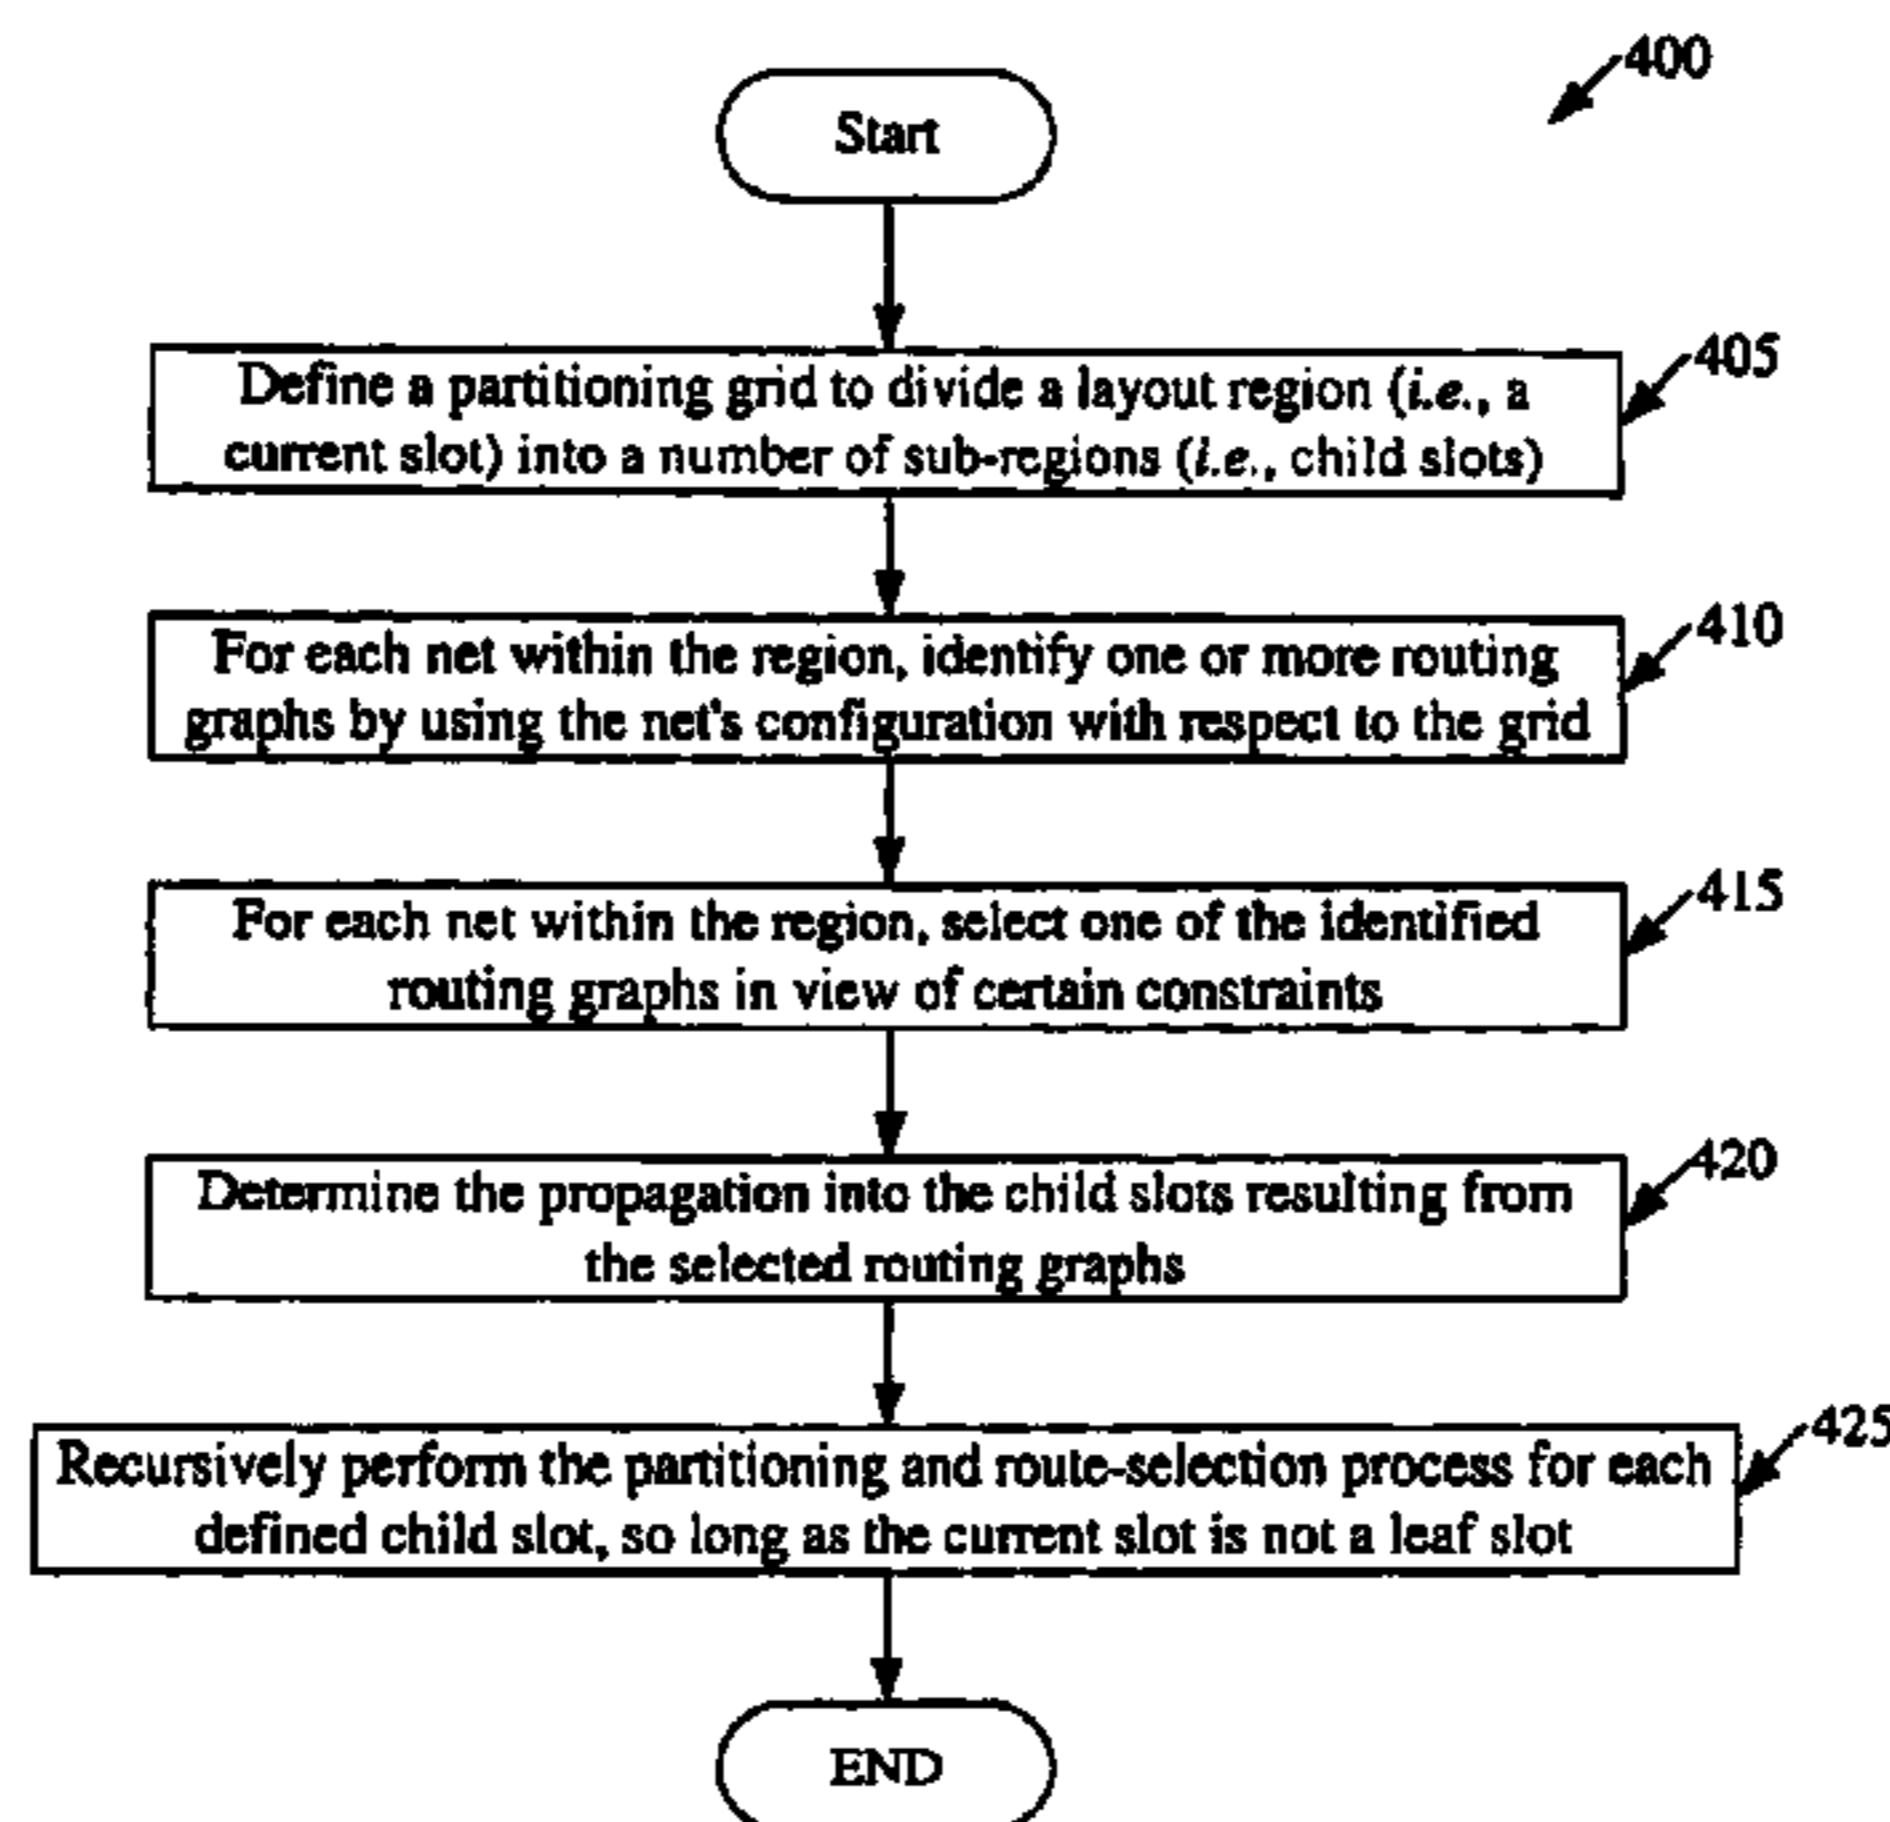 400
Start
405
Define a partitioning grid to divide a layout region (i.e., a
current slot) into a number of sub-regions (i.e., child slots)
410
For each net within the region, identify one or more routing
graphs by using the net's configuration with respect to the grid
415
For each net within the region, select one of the identified
routing graphs in view of certain constraints
420
Determine the propagation into the child slots resulting from
the selected routing graphs
425
Recursively perform the partitioning and route-selection process for each
defined child slot, so long as the current slot is not a leaf slot
END